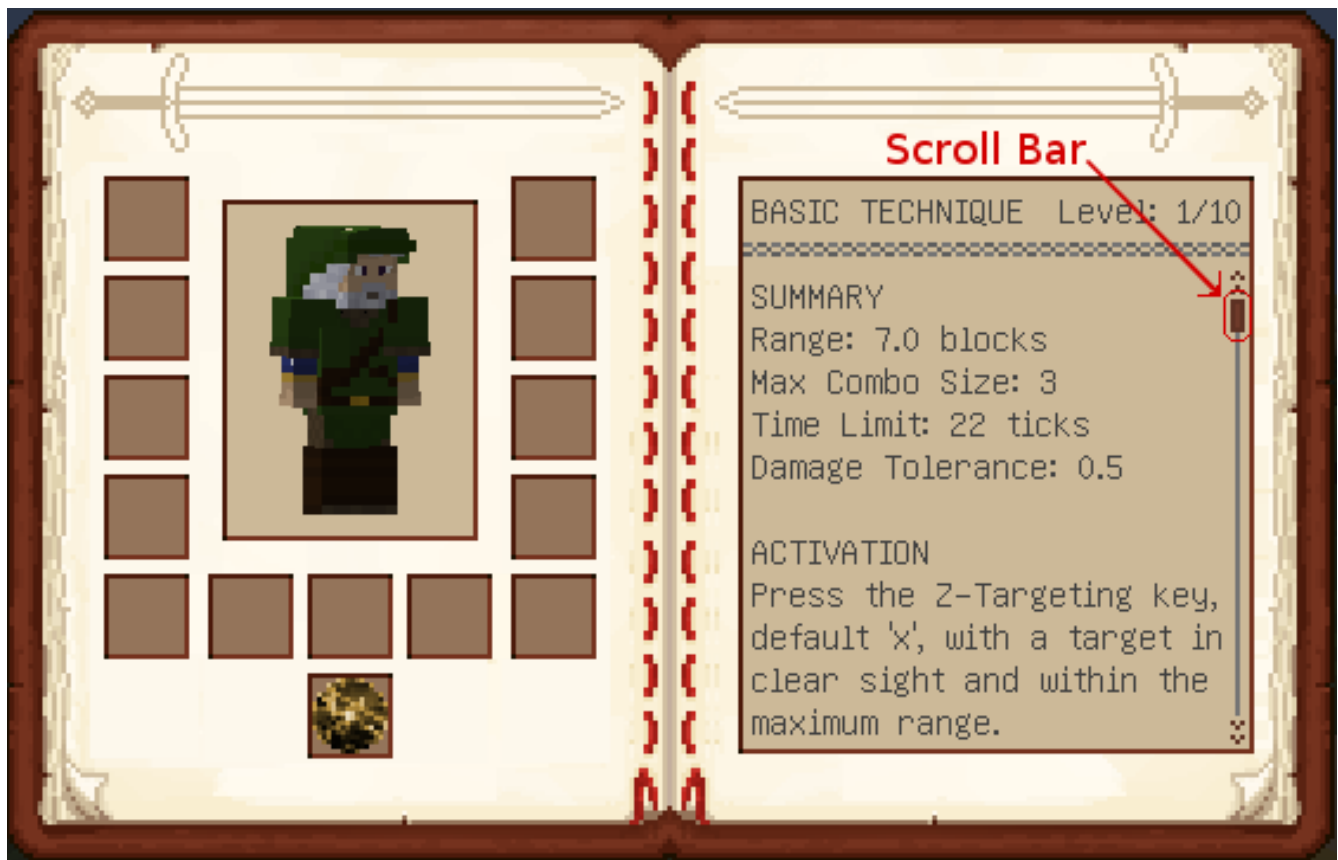 Scroll Bar
BASIC TECHNIQUE Level: 1/10
SUMMARY
Range: 7.0 blocks
Max Combo Size: 3
Time Limit: 22 ticks
Damage Tolerance: 0.5
ACTIVATION
Press the Z-Targeting key,
default 'x', with a target in
clear sight and within the
maximum range.